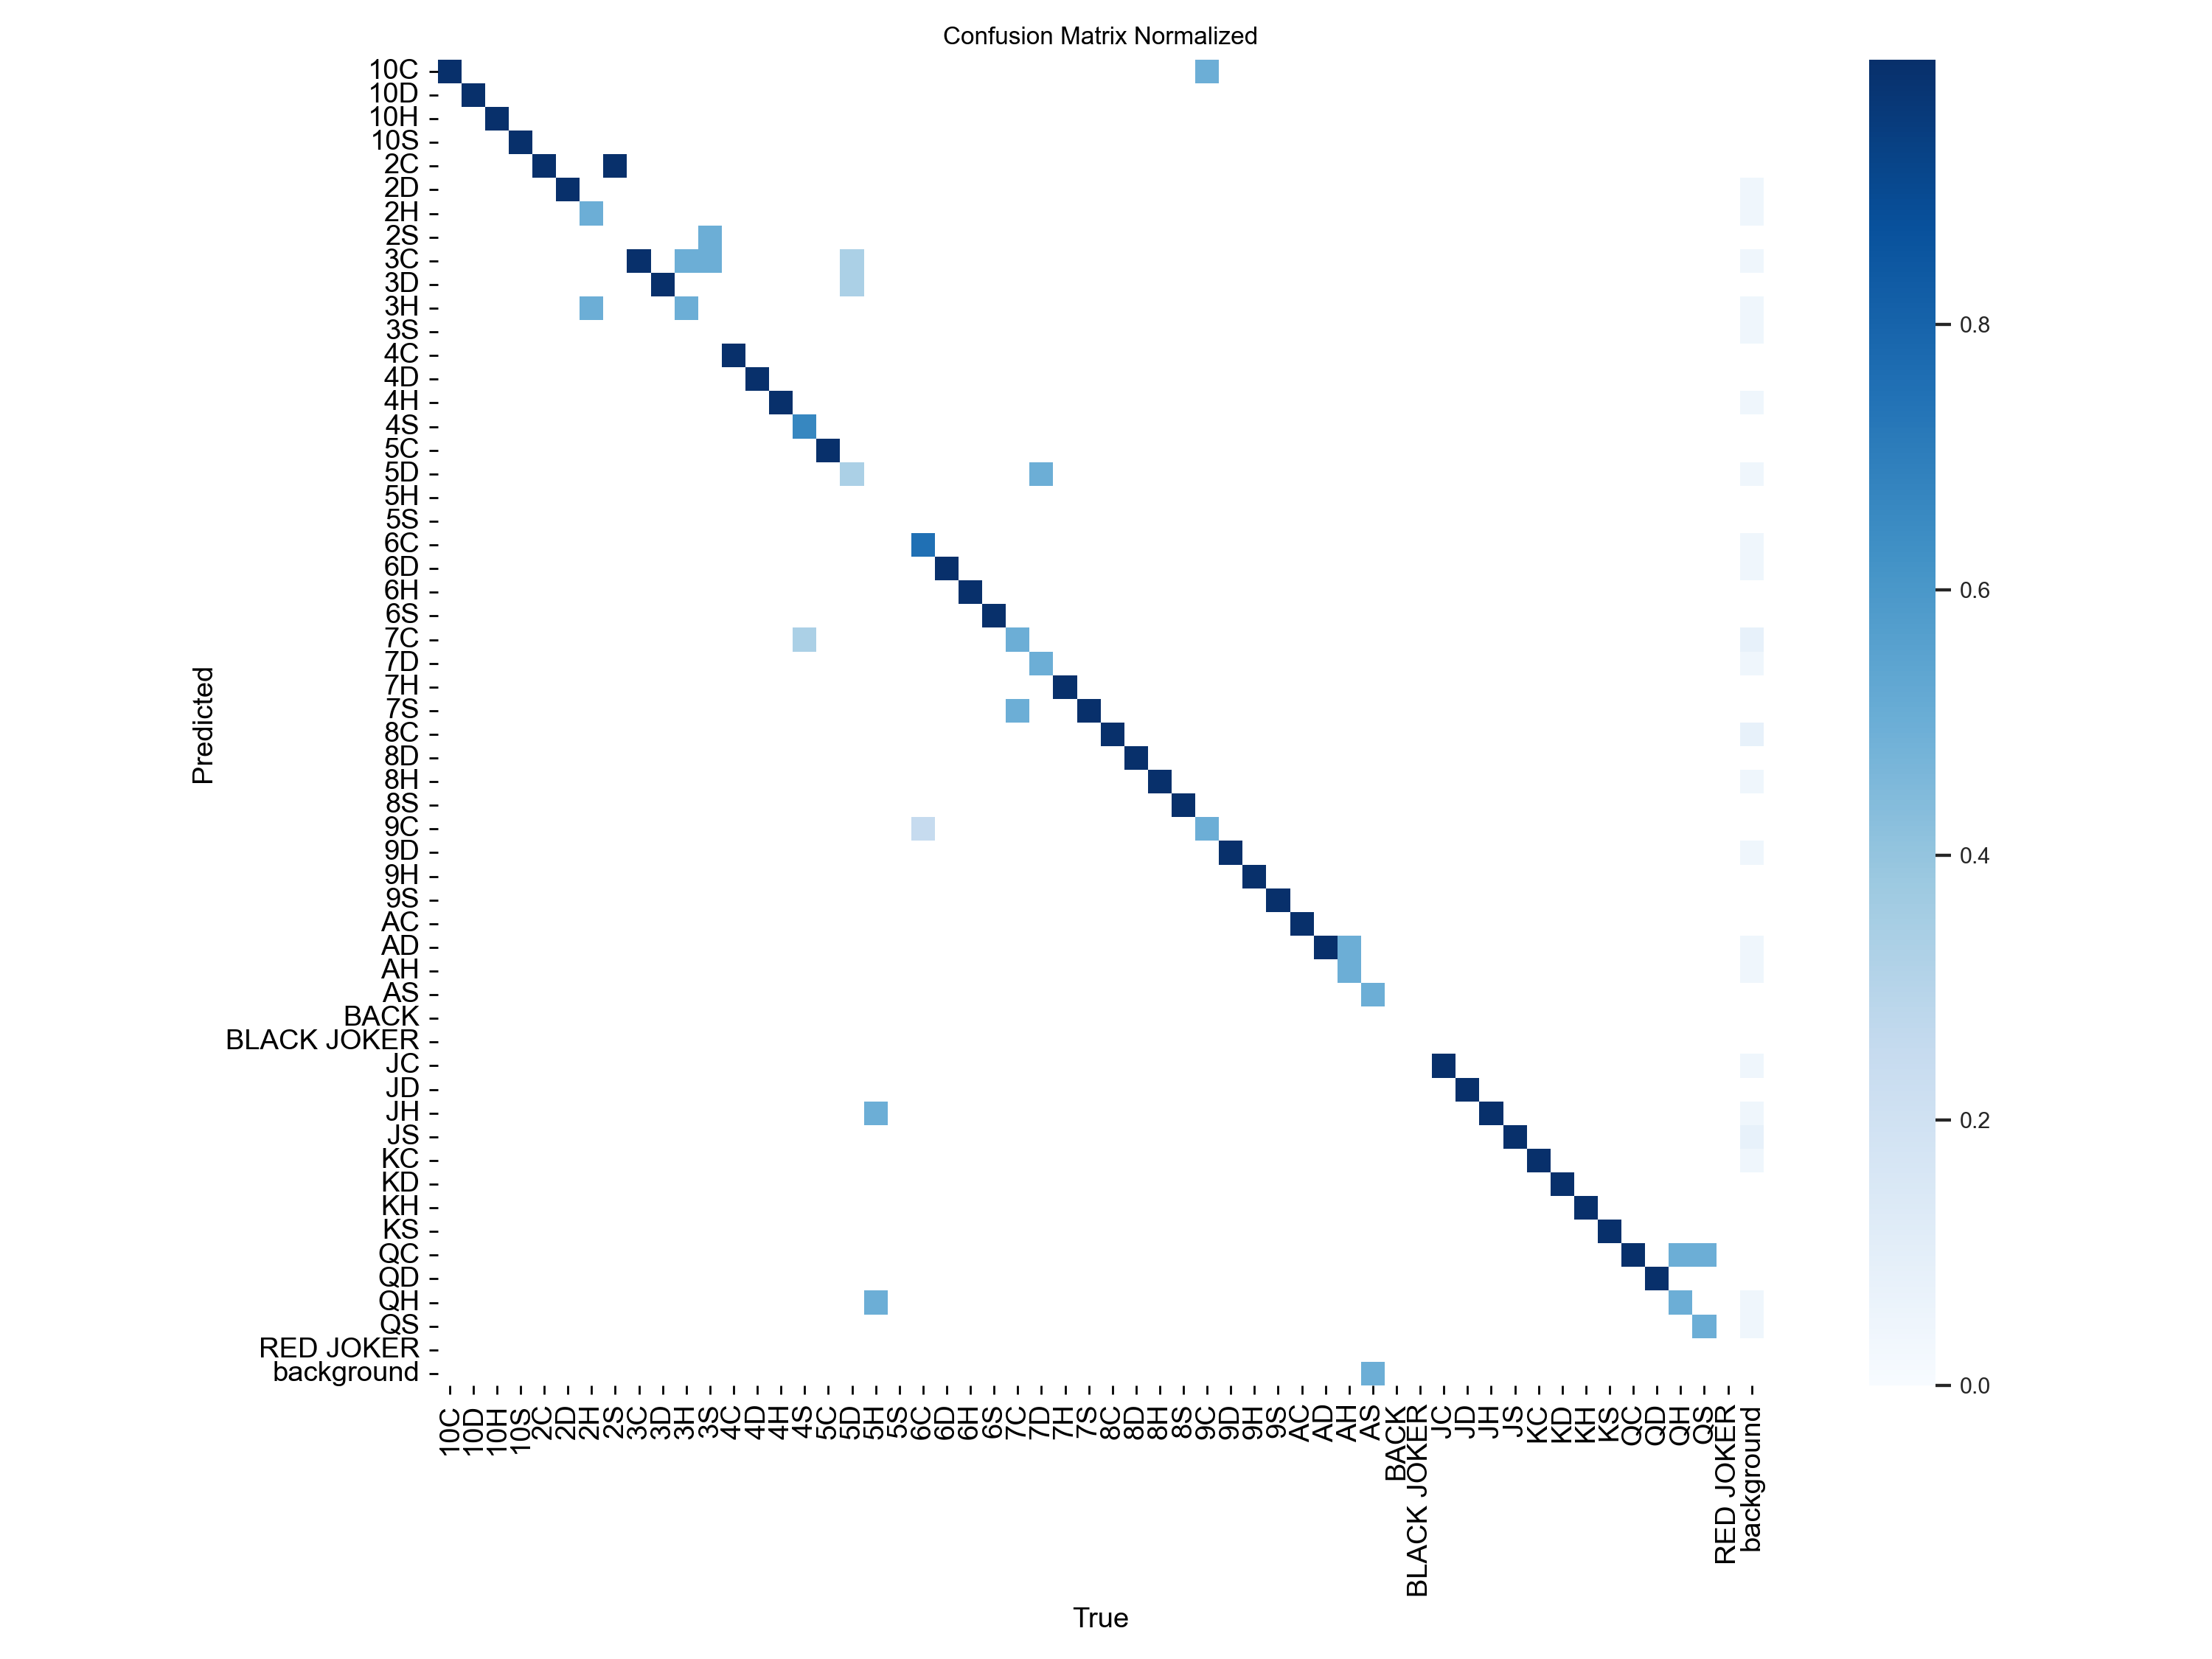 Confusion Matrix Normalized
10C
10D
10H
10S
2C
2D
2H
2S
3C
3D
3H
3S
4C
4D
4H
4S
5C
5D
5H
5S
6C
6D
6H
6S
7C
7D
7H
7S
8C
8D
8H
8S
9C
9D
9H
9S
AC
AD
AH
AS
BACK
BLACK JOKER
JC
JD
JH
JS
KC
KD
KH
KS
QC
QD
QH
QS
RED JOKER
background
Predicted
10C
10D
10H
10S
2C
2D
2H
2S
3C
3D
3H
3S
4C
4D
4H
4S
5C
5D
5H
5S
6C
6D
6H
6S
7C
7D
7H
7S
8C
8D
8H
8S
9C
9D
9H
9S
AC
AD
AH
AS
BACK
BLACK JOKER
JC
JD
JH
JS
KC
KD
KH
KS
QC
QD
QH
QS
RED JOKER
background
True
0.8
0.6
0.4
0.2
0.0